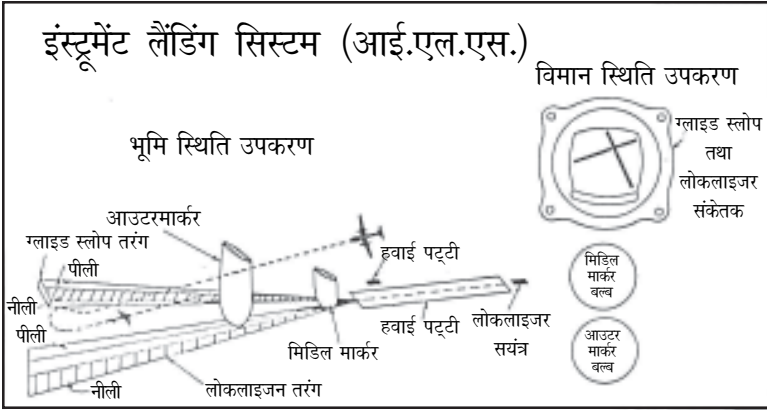 इंस्ट्रूमेंट लैंडिंग सिस्टम (आई.एल.एस.)
विमान स्थिति उपकरण
भूमि स्थिति उपकरण
ग्लाइड स्लोप
तथा
लोकलाइजर
संकेतक
आउटरमार्कर
ग्लाइड स्लोप तरंग
पीली
नीली
पीली
नीली
हवाई पट्टी
हवाई पट्टी
मिडिल मार्कर
लोकलाइजन तरंग
लोकलाइजर
सयंत्र
मिडिल
मार्कर
बल्ब
आउटर
मार्कर
बल्ब